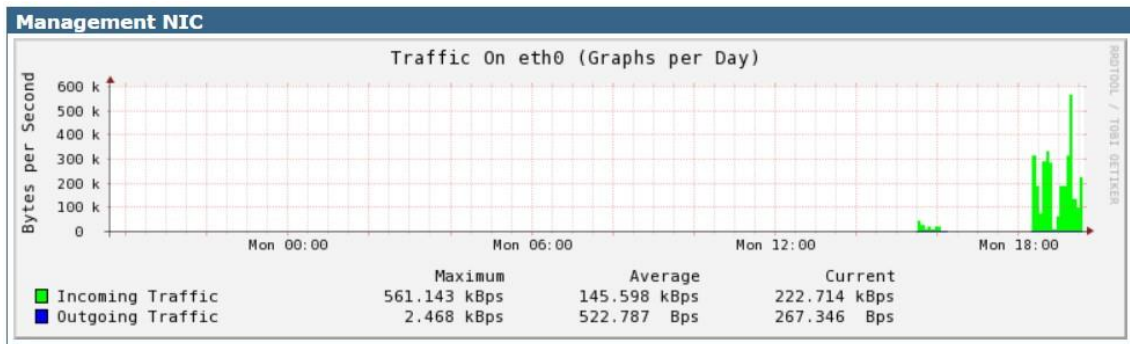 Management NIC
Traffic On eth0 (Graphs per Day)
RRDTOOL / TOBI OETIKER
Bytes per Second
600 k
500 k
400 k
300 k
200 k
100 k
0
Mon 00:00 Mon 06:00 Mon 12:00 Mon 18:00
Maximum Average Current
Incoming Traffic 561.143 kBps 145.598 kBps 222.714 kBps
Outgoing Traffic 2.468 kBps 522.787 Bps 267.346 Bps